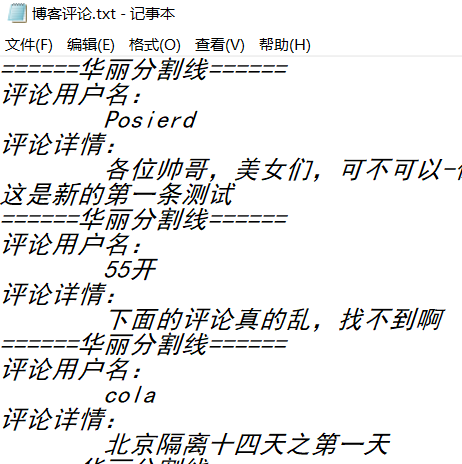 博客评论.txt - 记事本
文件(F) 编辑(E) 格式(O) 查看(V) 帮助(H)
======华丽分割线======
评论用户名:
Posierd
评论详情:
各位帅哥,美女们,可不可以-
这是新的第一条测试
======华丽分割线======
评论用户名:
55开
评论详情:
下面的评论真的乱,找不到啊
======华丽分割线======
评论用户名:
cola
评论详情:
北京隔离十四天之第一天